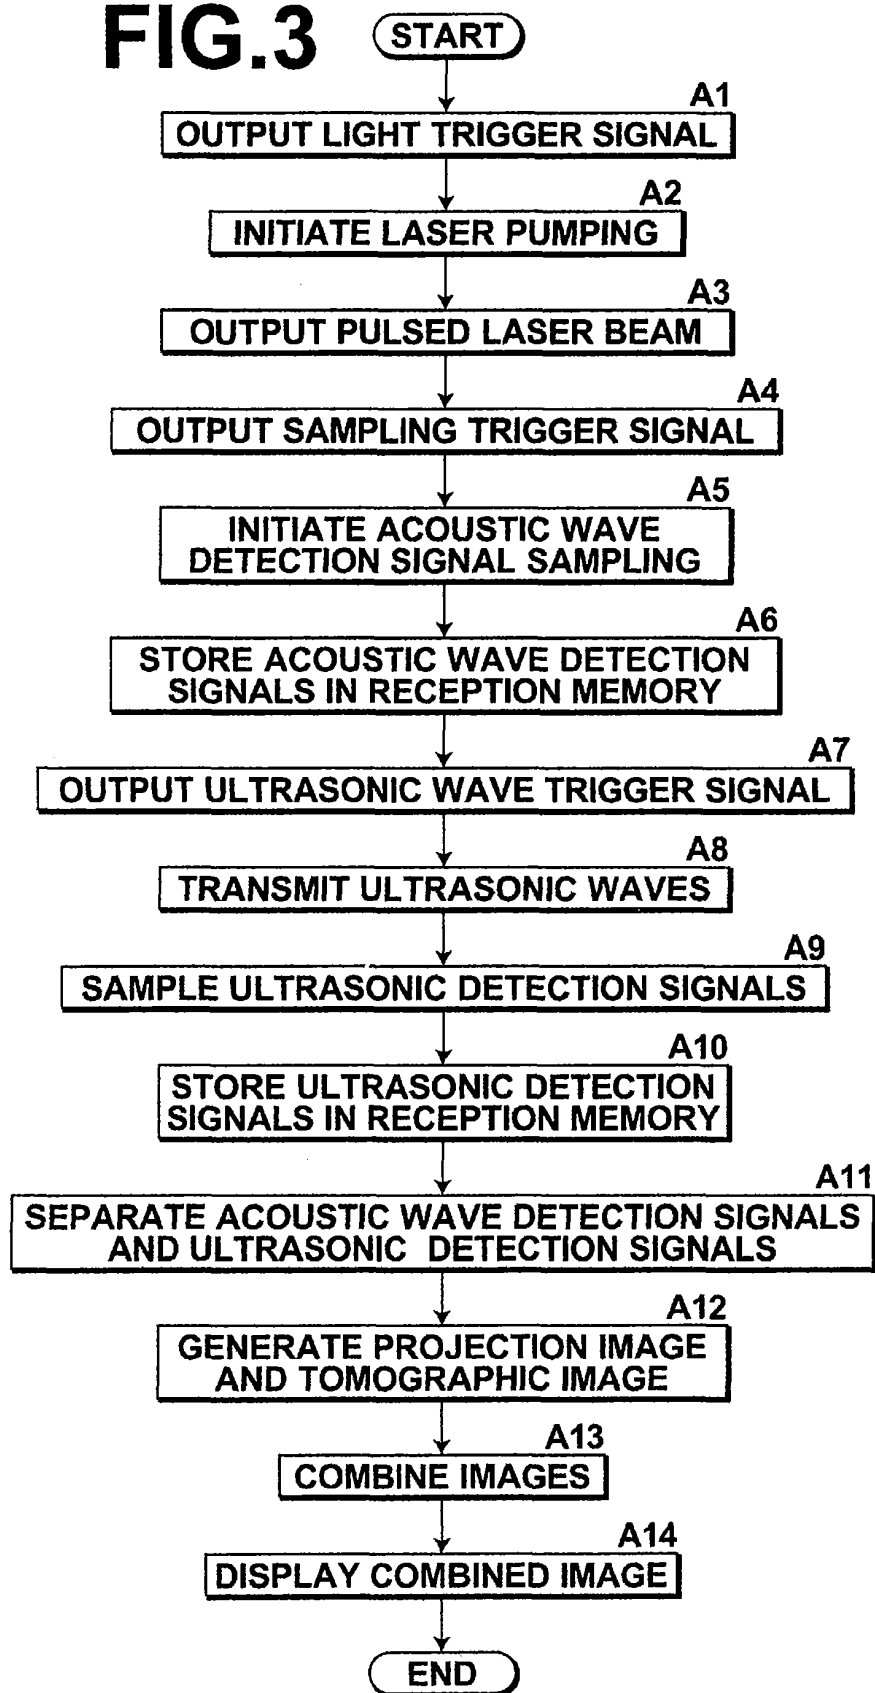 FIG.3
START
A1
OUTPUT LIGHT TRIGGER SIGNAL
A2
INITIATE LASER PUMPING
A3
OUTPUT PULSED LASER BEAM
A4
OUTPUT SAMPLING TRIGGER SIGNAL
A5
INITIATE ACOUSTIC WAVE
DETECTION SIGNAL SAMPLING
A6
STORE ACOUSTIC WAVE DETECTION
SIGNALS IN RECEPTION MEMORY
A7
OUTPUT ULTRASONIC WAVE TRIGGER SIGNAL
A8
TRANSMIT ULTRASONIC WAVES
A9
SAMPLE ULTRASONIC DETECTION SIGNALS
A10
STORE ULTRASONIC DETECTION
SIGNALS IN RECEPTION MEMORY
A11
SEPARATE ACOUSTIC WAVE DETECTION SIGNALS
AND ULTRASONIC DETECTION SIGNALS
A12
GENERATE PROJECTION IMAGE
AND TOMOGRAPHIC IMAGE
A13
COMBINE IMAGES
A14
DISPLAY COMBINED IMAGE
END